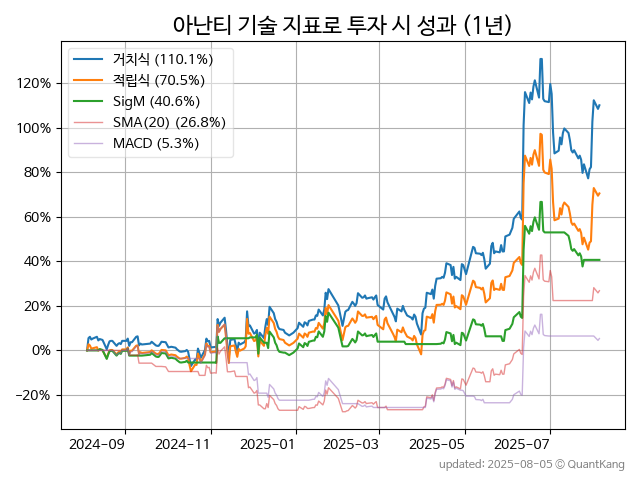 아난티 기술 지표로 투자 시 성과 (1년)
거치식 (110.1%)
적립식 (70.5%)
SigM (40.6%)
SMA(20) (26.8%)
MACD (5.3%)
120%
100%
80%
60%
40%
20%
0%
−20%
2024-09 2024-11 2025-01 2025-03 2025-05 2025-07
updated: 2025-08-05 © QuantKang